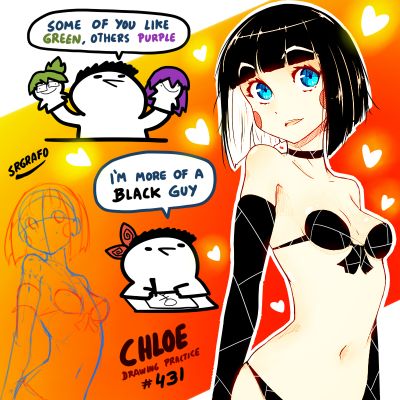 SOME OF YOU LIKE
GREEN, OTHERS PURPLE
SRGRAFO
I'M MORE OF A
BLACK GUY
CHLOE
DRAWING PRACTICE
#431